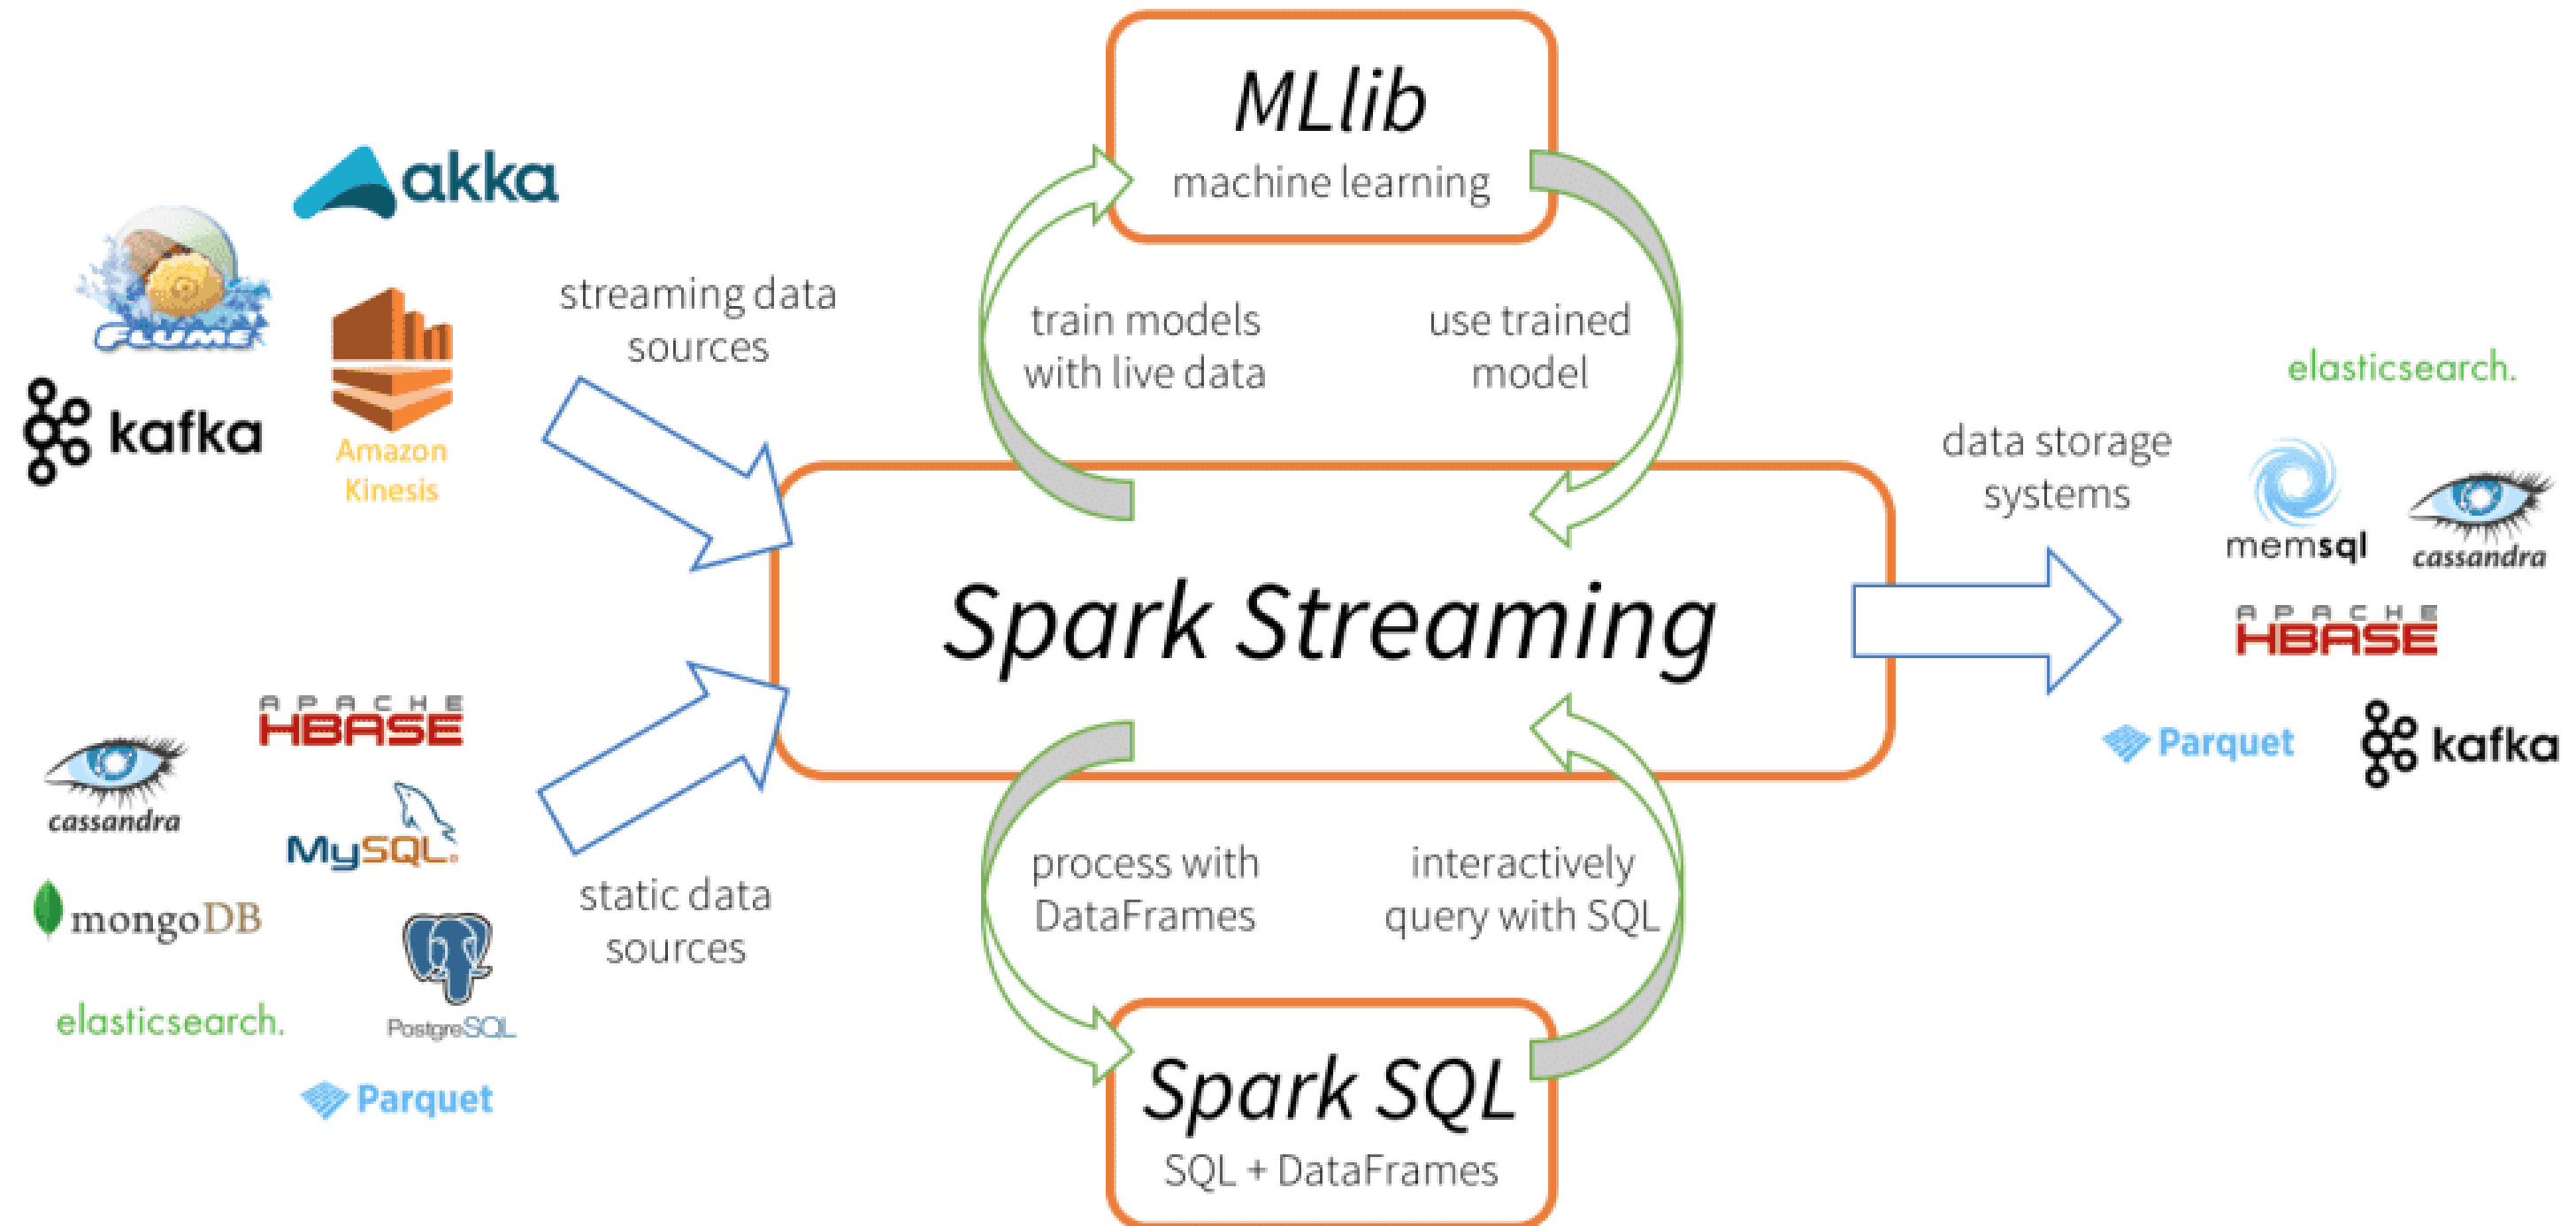 akka
FLUME
kafka
Amazon
Kinesis
streaming data
sources
APACHE
HBASE
cassandra
MySQL®
mongoDB
PostgreSQL
elasticsearch.
Parquet
static data
sources
MLlib
machine learning
train models
with live data
use trained
model
Spark Streaming
process with
DataFrames
interactively
query with SQL
Spark SQL
SQL + DataFrames
data storage
systems
elasticsearch.
memsql
cassandra
APACHE
HBASE
Parquet
kafka